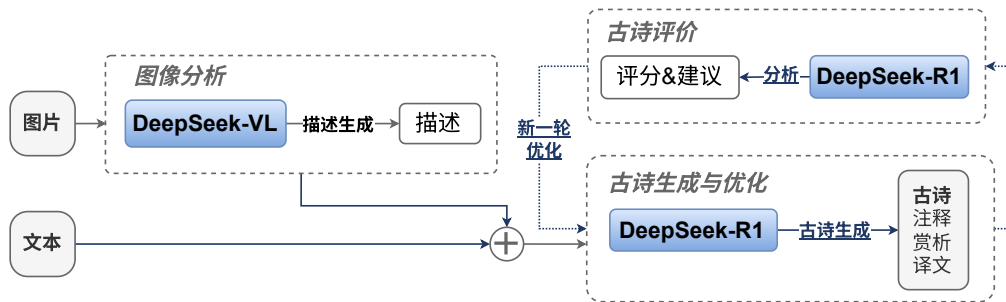 图像分析
图片
DeepSeek-VL
描述生成
描述
文本
古诗评价
评分&建议
分析
DeepSeek-R1
新一轮
优化
古诗生成与优化
DeepSeek-R1
古诗生成
古诗
注释
赏析
译文